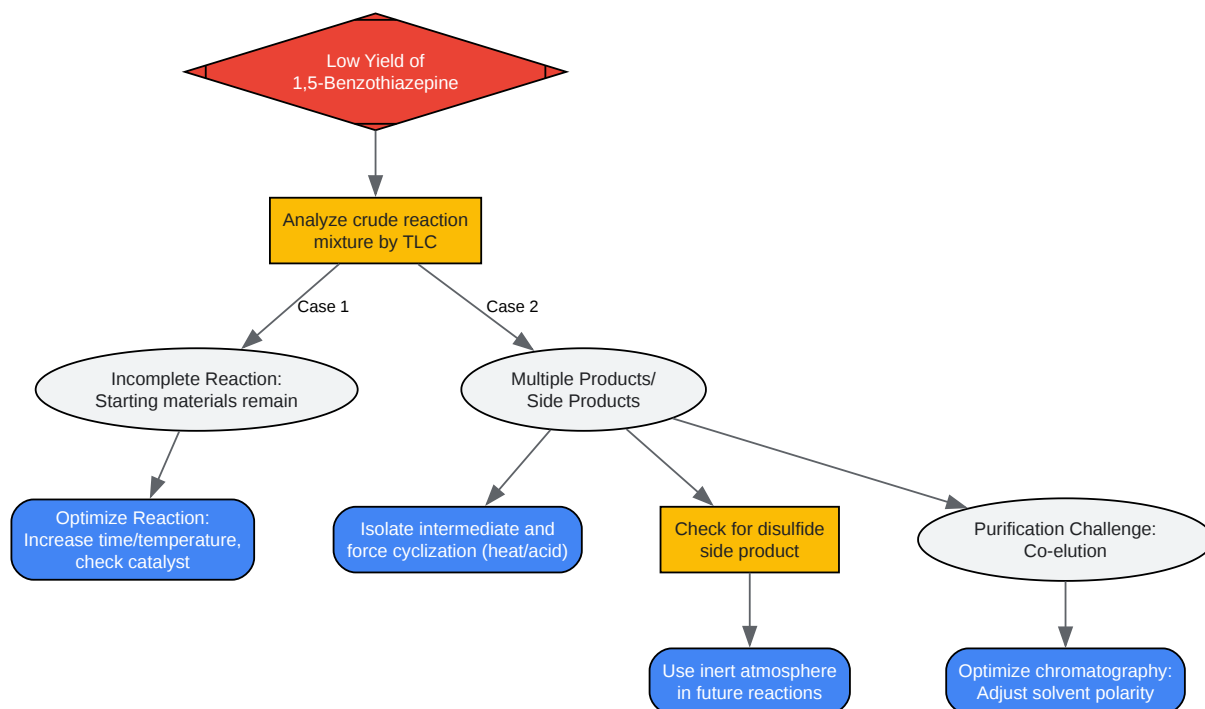 Low Yield of
1,5-Benzothiazepine
Analyze crude reaction
mixture by TLC
Case 1
Case 2
Incomplete Reaction:
Starting materials remain
Multiple Products/
Side Products
Optimize Reaction:
Increase time/temperature,
check catalyst
Isolate intermediate and
force cyclization (heat/acid)
Check for disulfide
side product
Purification Challenge:
Co-elution
Use inert atmosphere
in future reactions
Optimize chromatography:
Adjust solvent polarity